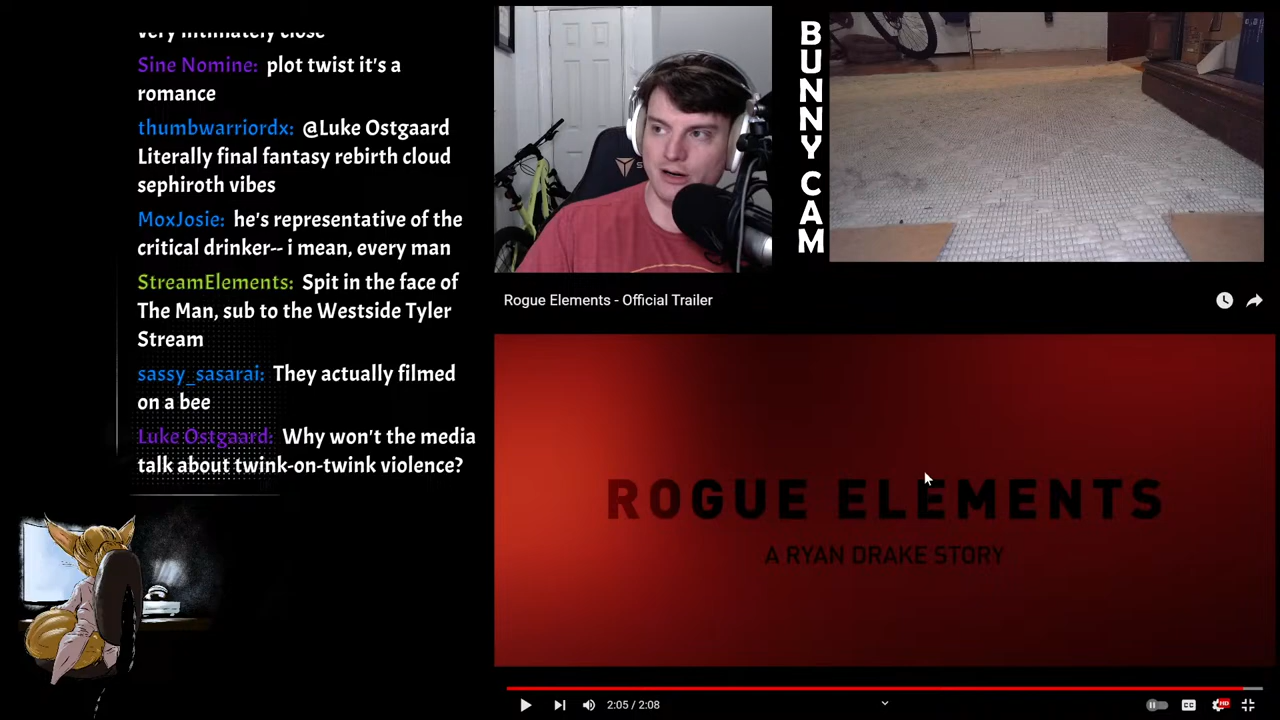 very intimately close
Sine Nomine: plot twist it's a
romance
thumbwarriordx: @Luke Ostgaard
Literally final fantasy rebirth cloud
sephiroth vibes
MoxJosie: he's representative of the
critical drinker-- i mean, every man
StreamElements: Spit in the face of
The Man, sub to the Westside Tyler
Stream
sassy_sasarai: They actually filmed
on a bee
Luke Ostgaard: Why won't the media
talk about twink-on-twink violence?
BUNNY CAM
Rogue Elements - Official Trailer
ROGUE ELEMENTS
A RYAN DRAKE STORY
2:05 / 2:08
CC
HD